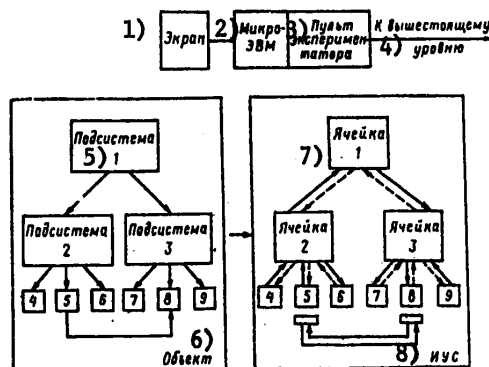 1) Экран
2) Микро-
ЭВМ
3) Пульт
эксперимен-
татора
К вышестоящему
4) уровню
Подсистема
5) 1
Подсистема
2
Подсистема
3
4 5 6 7 8 9
6) Объект
7) Ячейка
1
Ячейка
2
Ячейка
3
4 5 6 7 8 9
8) ИУС